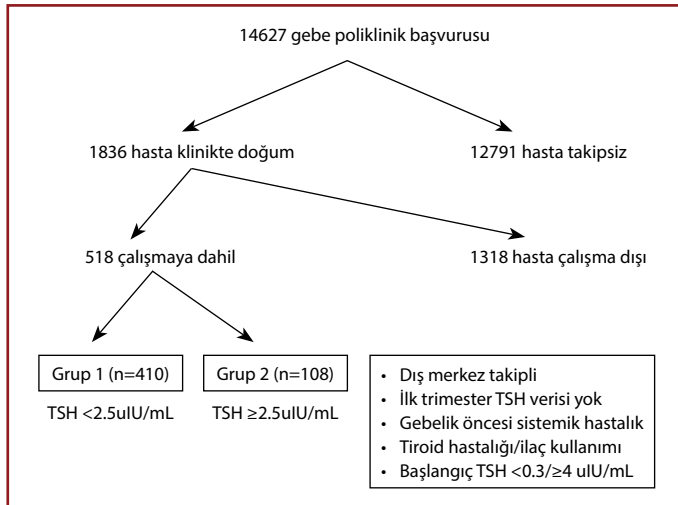 14627 gebe poliklinik başvurusu
1836 hasta klinikte doğum
12791 hasta takipsiz
518 çalışmaya dahil
1318 hasta çalışma dışı
Grup 1 (n=410)
Grup 2 (n=108)
TSH <2.5uIU/mL
TSH ≥2.5uIU/mL
• Dış merkez takipli
• İlk trimester TSH verisi yok
• Gebelik öncesi sistemik hastalık
• Tiroid hastalığı/ilaç kullanımı
• Başlangıç TSH <0.3/≥4 uIU/mL